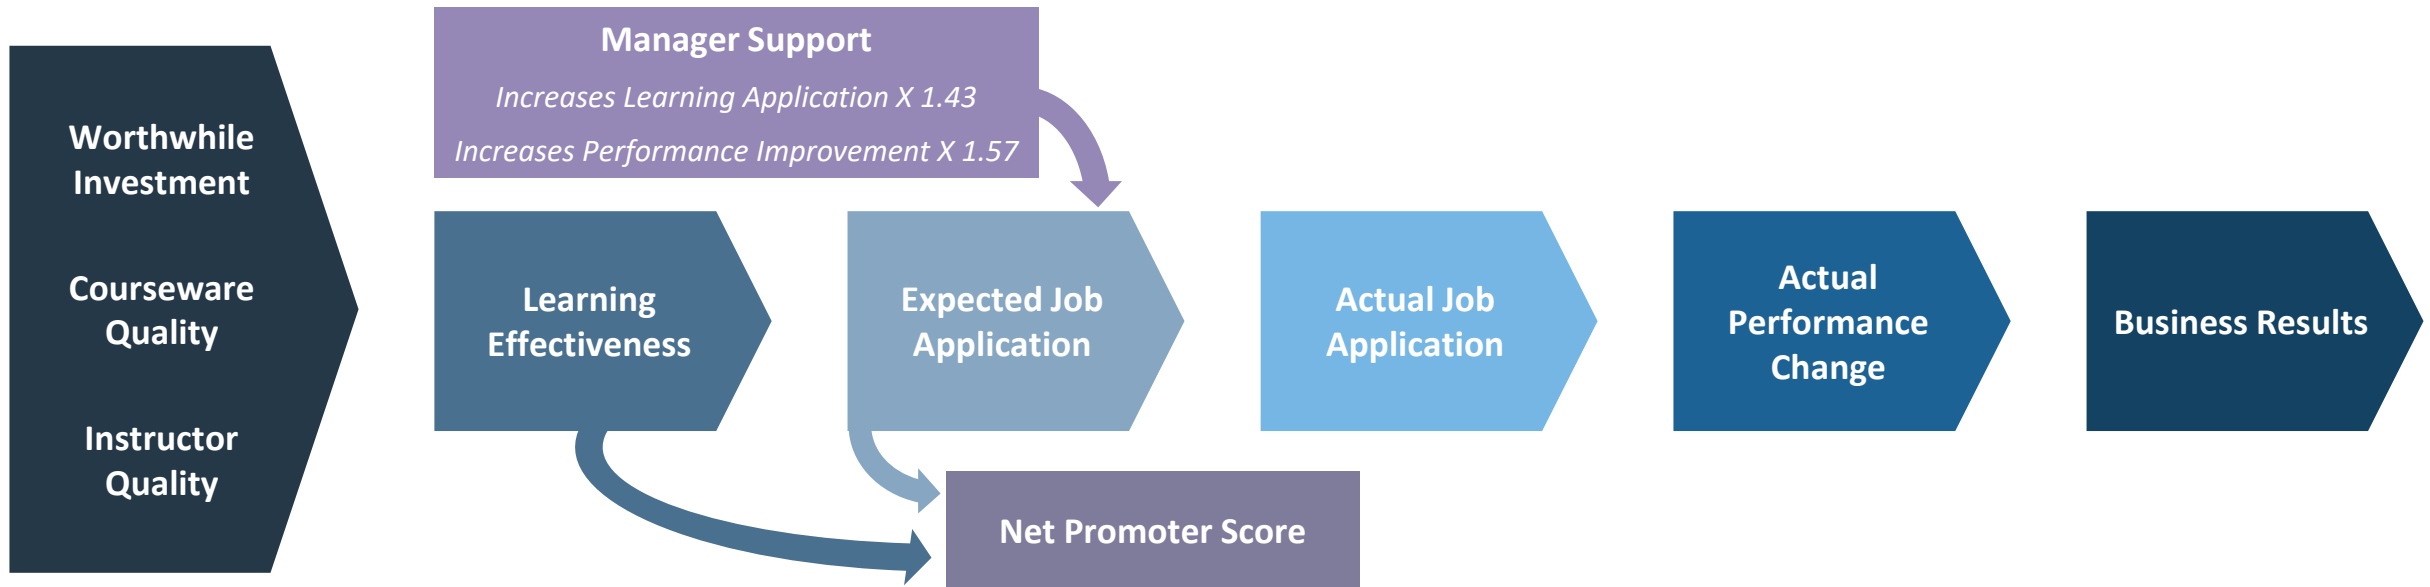 Worthwhile
Investment
Courseware
Quality
Instructor
Quality
Manager Support
Increases Learning Application X 1.43
Increases Performance Improvement X 1.57
Learning
Effectiveness
Expected Job
Application
Actual Job
Application
Actual
Performance
Change
Business Results
Net Promoter Score